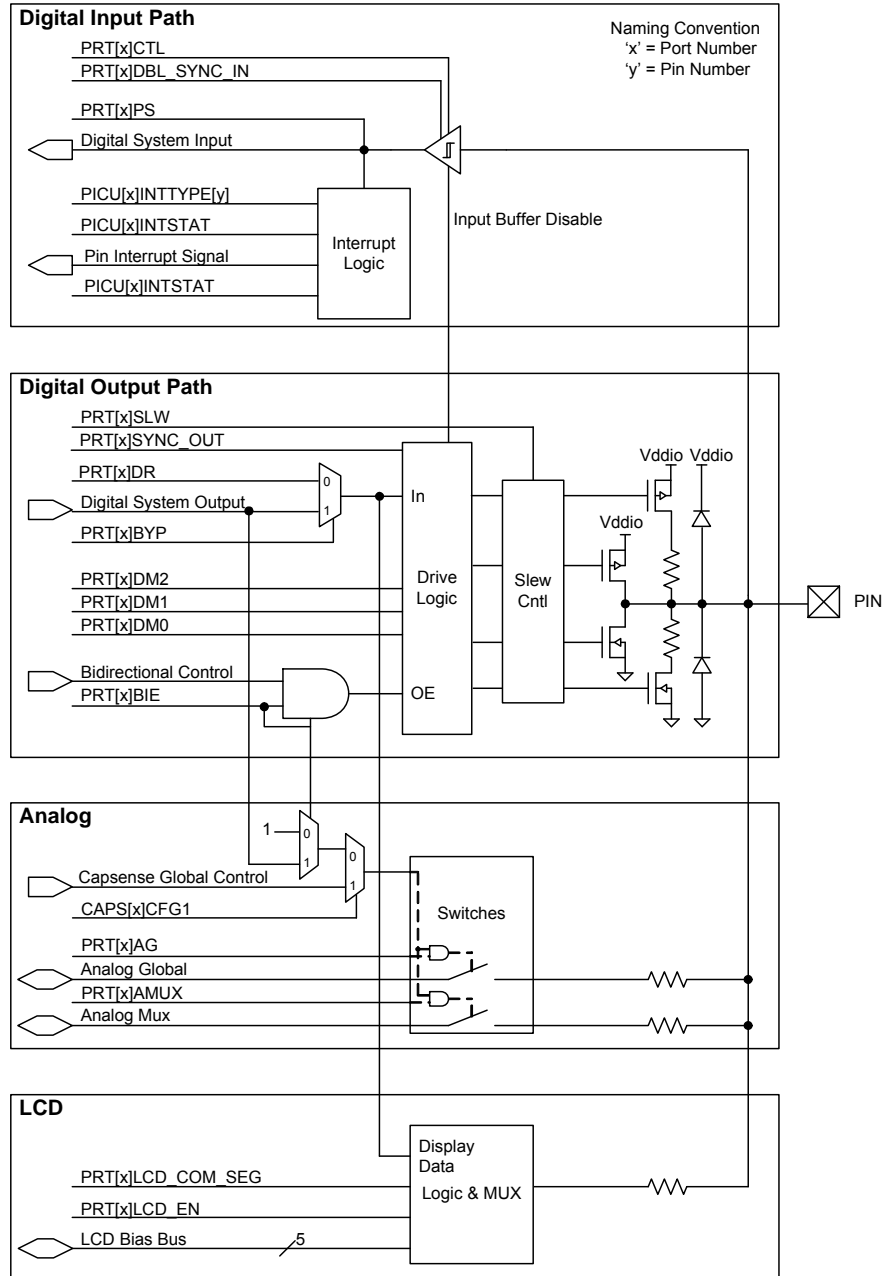 Digital Input Path
Naming Convention
‘x’ = Port Number
‘y’ = Pin Number
PRT[x]CTL
PRT[x]DBL_SYNC_IN
PRT[x]PS
Digital System Input
PICU[x]INTTYPE[y]
PICU[x]INTSTAT
Pin Interrupt Signal
PICU[x]INTSTAT
Interrupt
Logic
Input Buffer Disable
Digital Output Path
PRT[x]SLW
PRT[x]SYNC_OUT
PRT[x]DR
Digital System Output
PRT[x]BYP
0
1
In
PRT[x]DM2
PRT[x]DM1
PRT[x]DM0
Drive
Logic
Slew
Cntl
Vddio
Vddio
Vddio
PIN
Bidirectional Control
PRT[x]BIE
OE
Analog
1
0
1
0
1
Capsense Global Control
CAPS[x]CFG1
Switches
PRT[x]AG
Analog Global
PRT[x]AMUX
Analog Mux
LCD
Display
Data
Logic & MUX
PRT[x]LCD_COM_SEG
PRT[x]LCD_EN
LCD Bias Bus
5